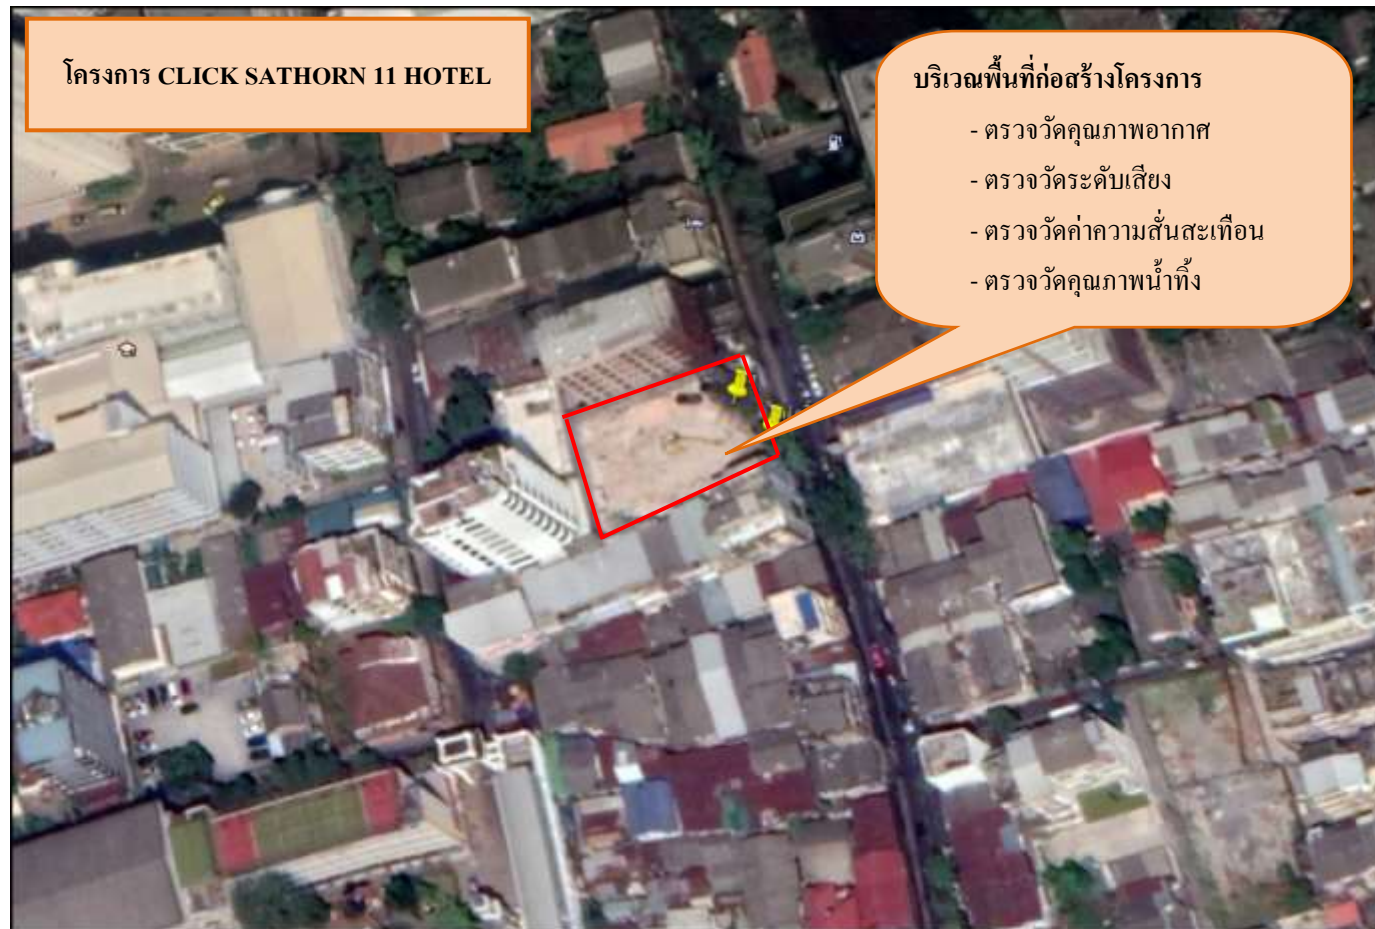 โครงการ CLICK SATHORN 11 HOTEL
บริเวณพื้นที่ก่อสร้างโครงการ
- ตรวจวัดคุณภาพอากาศ
- ตรวจวัดระดับเสียง
- ตรวจวัดค่าความสั่นสะเทือน
- ตรวจวัดคุณภาพน้ำทิ้ง